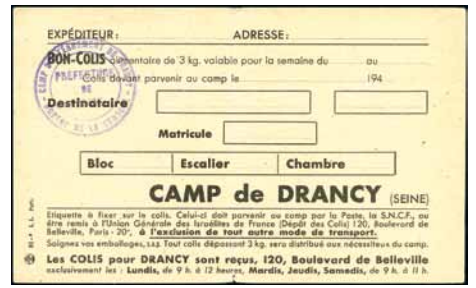 EXPÉDITEUR: ADRESSE:
BON-COLIS alimentaire de 3 kg. valable pour la semaine du au
Colis devant parvenir au camp le 194
PRÉFECTURE
DE
Destinataire
Matricule
Bloc Escalier Chambre
CAMP de DRANCY (SEINE)
Etiquette à fixer sur le colis. Celui-ci doit parvenir au camp par la Poste, la S.N.C.F., ou
être remis à l'Union Générale des Israélites de France (Dépôt des Colis) 120, Boulevard de
Belleville, Paris-20e, à l'exclusion de tout autre mode de transport.
Soignez vos emballages, s.v.p. Tout colis dépassant 3 kg. sera distribué aux nécessiteux du camp.
Les COLIS pour DRANCY sont reçus, 120, Boulevard de Belleville
exclusivement les : Lundis, de 9 h. à 12 heures, Mardis, Jeudis, Samedis, de 9 h. à 11 h.